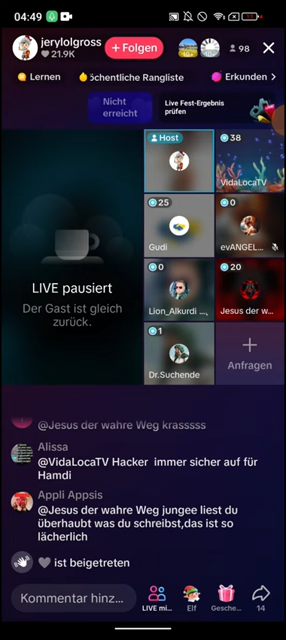 04:49
jerylolgross
21.9K
+ Folgen
98
Lernen
öchentliche Rangliste
Erkunden
Nicht
erreicht
Live Fest-Ergebnis
prüfen
Host
38
VidaLocaTV
25
Gudi
0
evANGEL...
0
Lion_Alkurdi ...
20
Jesus der w...
1
Dr.Suchende
Anfragen
LIVE pausiert
Der Gast ist gleich
zurück.
@Jesus der wahre Weg krasssss
Alissa
@VidaLocaTV Hacker immer sicher auf für
Hamdi
Appli Appsis
@Jesus der wahre Weg jungee liest du
überhaubt was du schreibst,das ist so
lächerlich
ist beigetreten
Kommentar hinz...
LIVE mi...
Elf
Gesche...
14